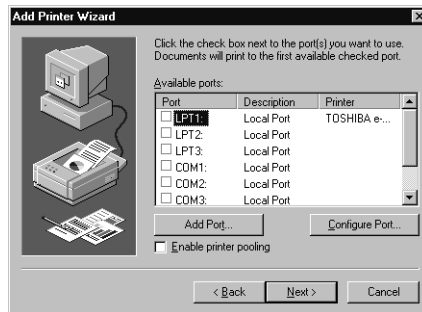 Add Printer Wizard
Click the check box next to the port(s) you want to use.
Documents will print to the first available checked port.
Available ports:
Port Description Printer
LPT1: Local Port TOSHIBA e-...
LPT2: Local Port
LPT3: Local Port
COM1: Local Port
COM2: Local Port
COM3: Local Port
Add Port... Configure Port...
Enable printer pooling
< Back Next > Cancel